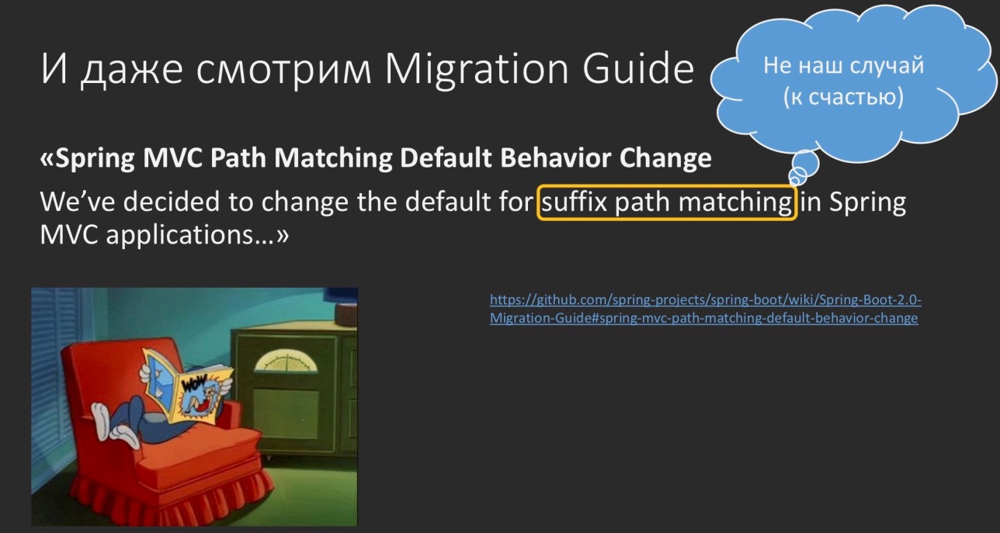 И даже смотрим Migration Guide
Не наш случай
(к счастью)
«Spring MVC Path Matching Default Behavior Change
We’ve decided to change the default for suffix path matching in Spring
MVC applications…»
https://github.com/spring-projects/spring-boot/wiki/Spring-Boot-2.0-
Migration-Guide#spring-mvc-path-matching-default-behavior-change
WOW